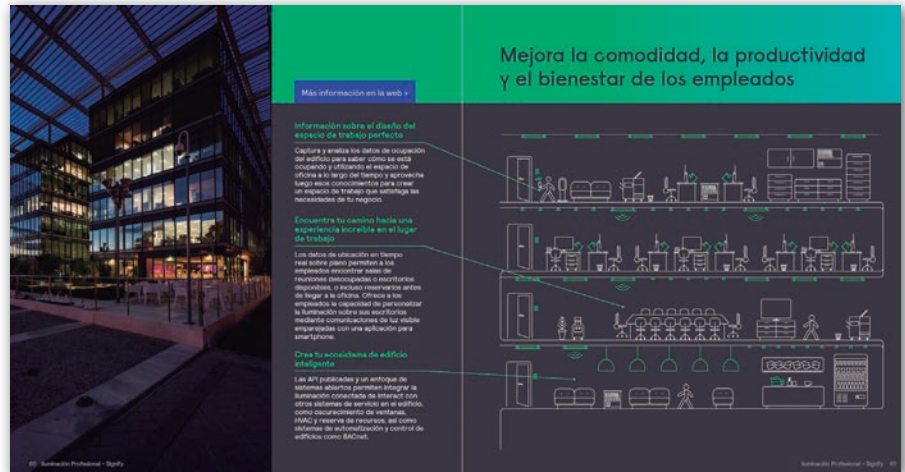 Mejora la comodidad, la productividad
y el bienestar de los empleados
Más información en la web >
Información sobre el diseño del
espacio de trabajo perfecto
Captura y analiza los datos de ocupación
del edificio para saber cómo se está
ocupando y utilizando el espacio de
oficina a lo largo del tiempo y aprovecha
luego esos conocimientos para crear
un espacio de trabajo que satisfaga las
necesidades de tu negocio.
Encuentra tu camino hacia una
experiencia increíble en el lugar
de trabajo
Los datos de ubicación en tiempo
real sobre plano permiten a los
empleados encontrar salas de
reuniones desocupadas o escritorios
disponibles, o incluso reservarlos antes
de llegar a la oficina. Ofrece a los
empleados la capacidad de personalizar
la iluminación sobre sus escritorios
mediante comunicaciones de luz visible
emparejadas con una aplicación para
smartphone.
Crea tu ecosistema de edificio
inteligente
Las API publicadas y un enfoque de
sistemas abiertos permiten integrar la
iluminación conectada de Interact con
otros sistemas de servicio en el edificio,
como oscurecimiento de ventanas,
HVAC y reserva de recursos, así como
sistemas de automatización y control de
edificios como BACnet.
60 Iluminación Profesional - Signify
Iluminación Profesional - Signify 61